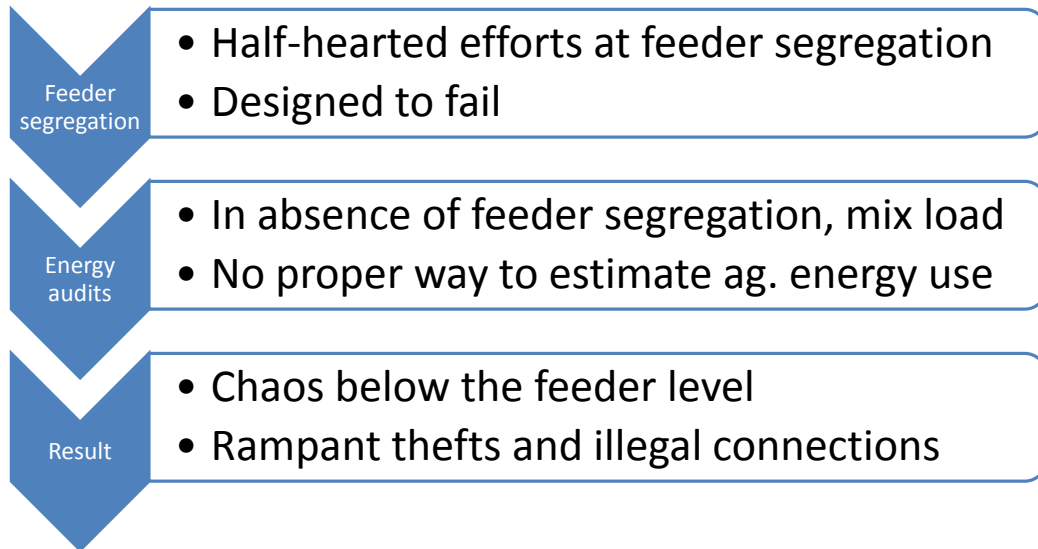 Feeder
segregation
• Half-hearted efforts at feeder segregation
• Designed to fail
Energy
audits
• In absence of feeder segregation, mix load
• No proper way to estimate ag. energy use
Result
• Chaos below the feeder level
• Rampant thefts and illegal connections